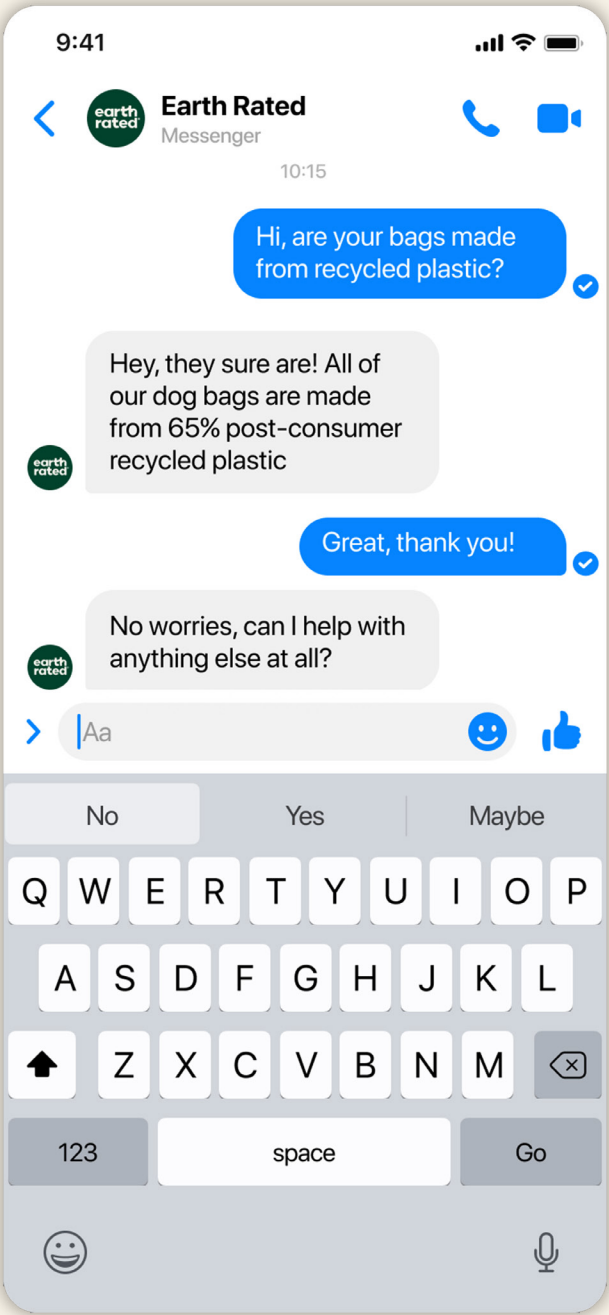 9:41
earth
rated
Earth Rated
Messenger
10:15
Hi, are your bags made
from recycled plastic?
Hey, they sure are! All of
our dog bags are made
from 65% post-consumer
recycled plastic
earth
rated
Great, thank you!
No worries, can I help with
anything else at all?
earth
rated
Aa
No Yes Maybe
Q W E R T Y U I O P
A S D F G H J K L
Z X C V B N M
123 space Go